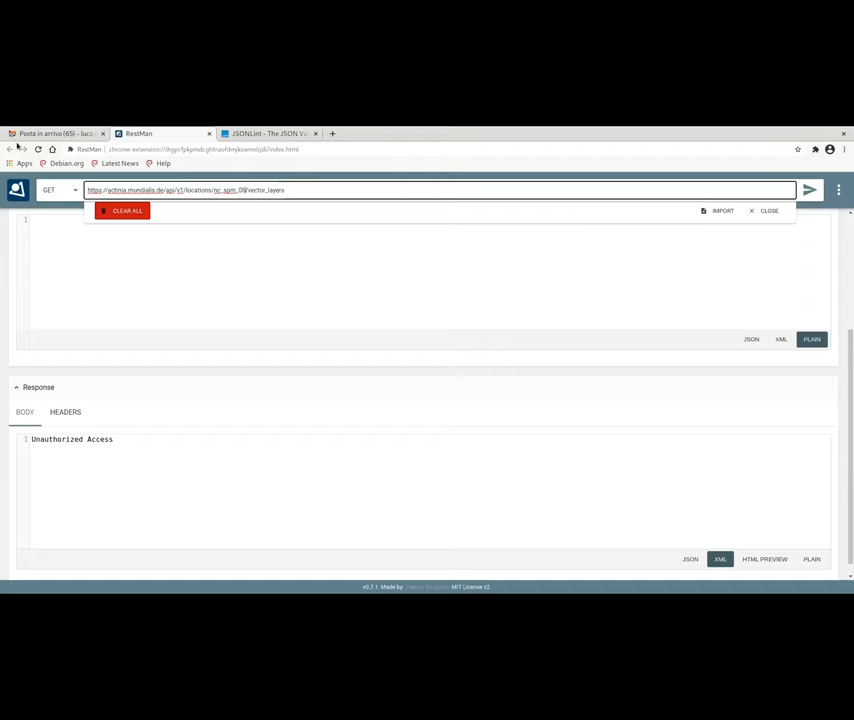 Posta in arrivo (65) - luca
RestMan
JSONLint - The JSON Va
RestMan
chrome-extension://ihgpcfpkpmdcghlnaofdmjkoemnlijdi/index.html
Apps
Debian.org
Latest News
Help
GET
https://actinia.mundialis.de/api/v1/locations/nc_spm_08/vector_layers
CLEAR ALL
IMPORT
CLOSE
1
JSON
XML
PLAIN
Response
BODY
HEADERS
1 Unauthorized Access
JSON
XML
HTML PREVIEW
PLAIN
v0.7.1 Made by
MIT License v2.